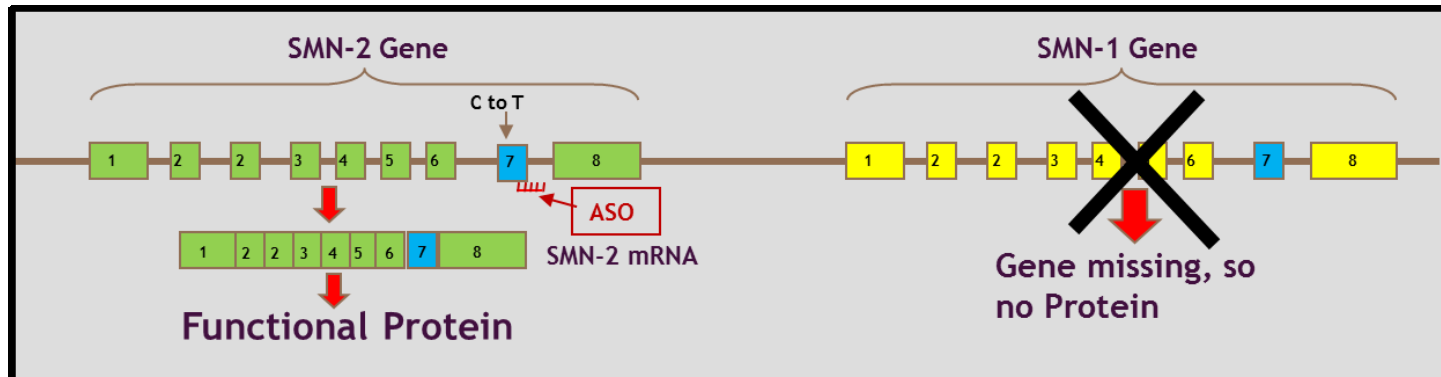 SMN-2 Gene
SMN-1 Gene
C to T
1 2 2 3 4 5 6 7 8
1 2 2 3 4 6 7 8
ASO
1 2 2 3 4 5 6 7 8
SMN-2 mRNA
Gene missing, so
no Protein
Functional Protein